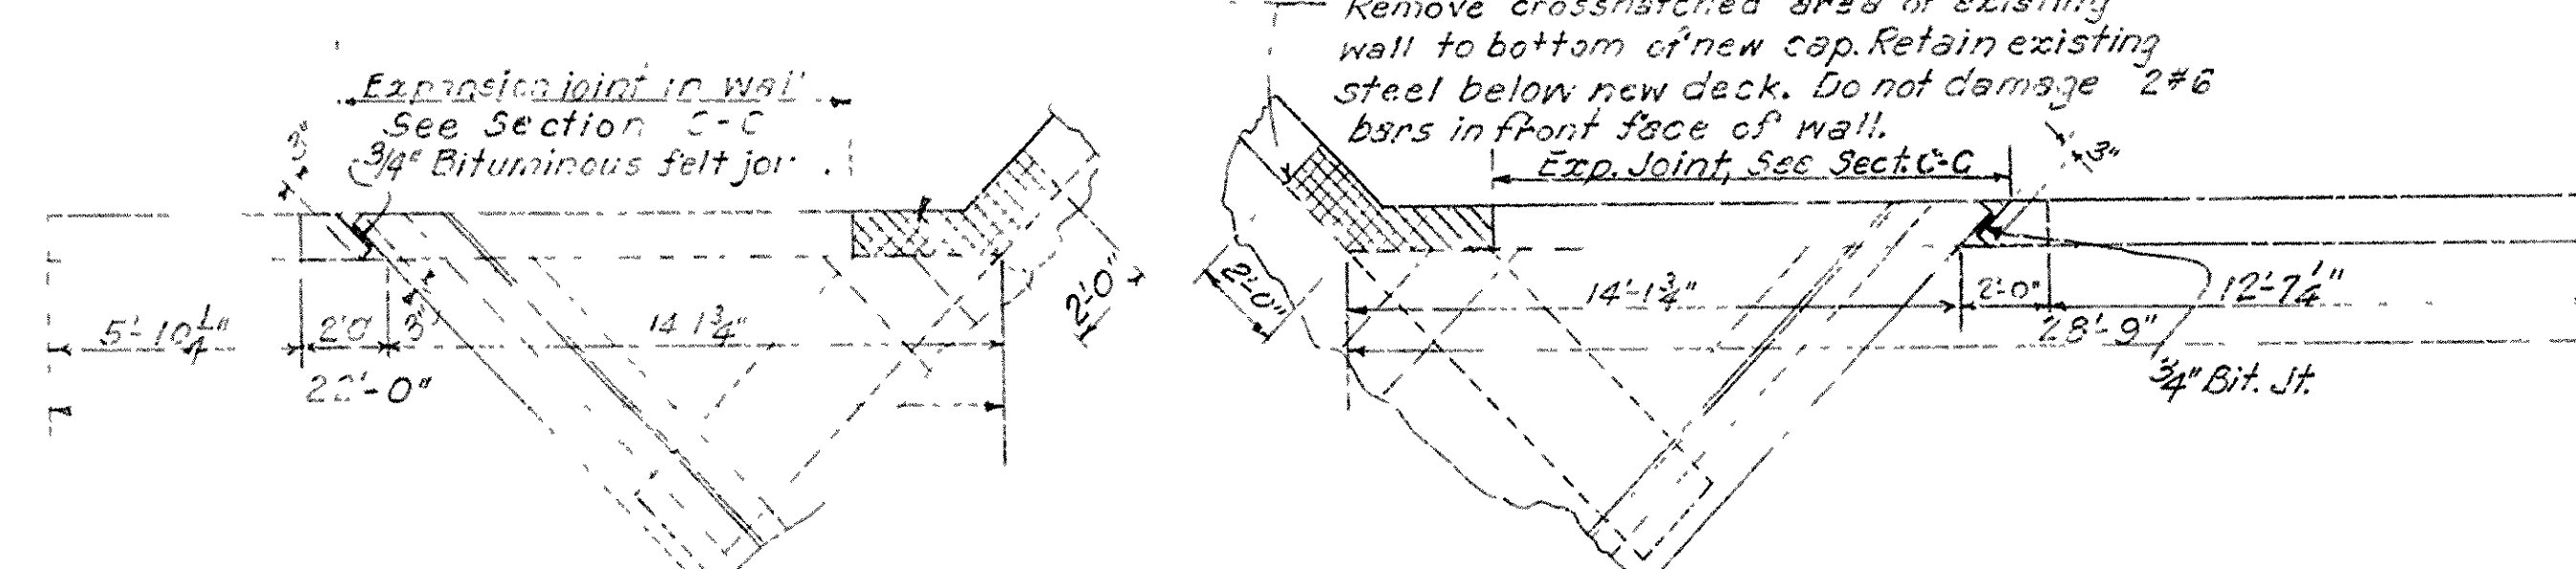 Remove crosshatched area of existing
wall to bottom of new cap. Retain existing
steel below new deck. Do not damage 2#6
bars in front face of wall.
Expansion joint in wall
See Section C-C
3/4" Bituminous felt
3"
Exp. Joint, See Sect. C-C
3"
2'-0"
2'-0"
5'-10 1/4"
2'0
3"
14 1 3/4"
14'-1 3/4"
2'-0"
12'-7 1/4"
22'-0"
28'-9"
3/4" Bit. Jt.